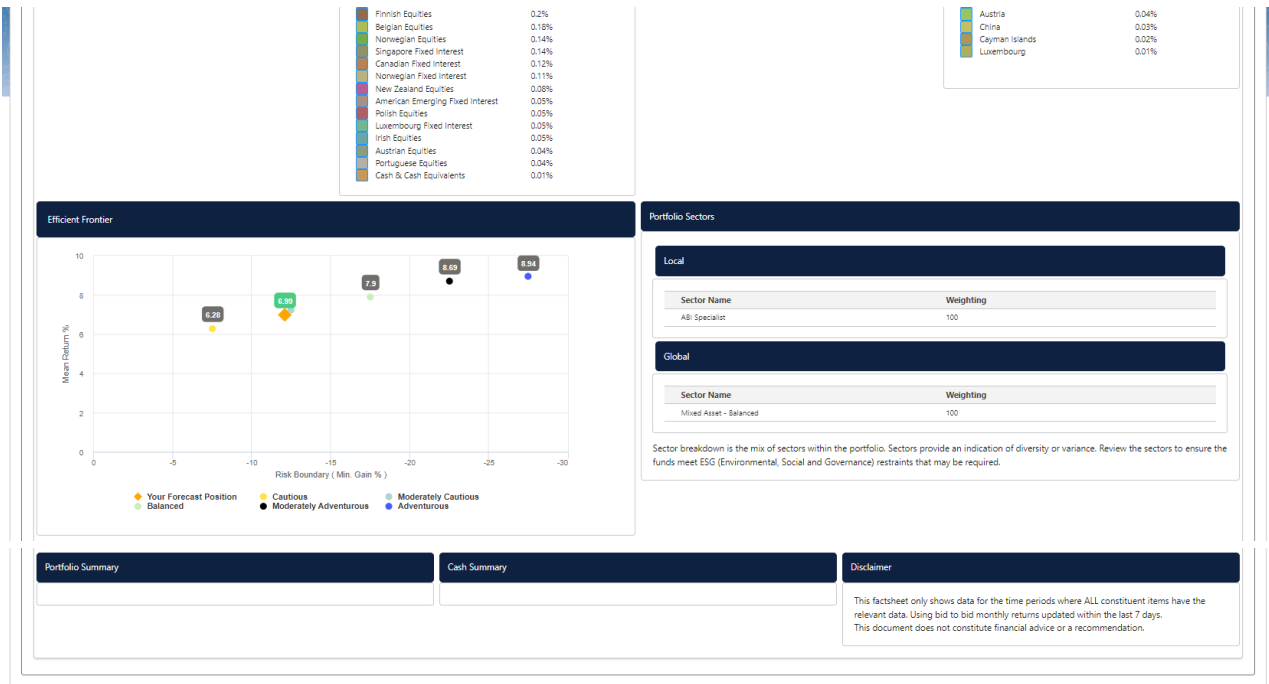 Finnish Equities 0.2%
Belgian Equities 0.18%
Norwegian Equities 0.14%
Singapore Fixed Interest 0.14%
Canadian Fixed Interest 0.12%
Norwegian Fixed Interest 0.11%
New Zealand Equities 0.08%
American Emerging Fixed Interest 0.05%
Polish Equities 0.05%
Luxembourg Fixed Interest 0.05%
Irish Equities 0.05%
Austrian Equities 0.04%
Portuguese Equities 0.04%
Cash & Cash Equivalents 0.01%
Austria 0.04%
China 0.03%
Cayman Islands 0.02%
Luxembourg 0.01%
Efficient Frontier
10
8
6
4
2
0
Mean Return %
6.28
6.99
7.9
8.69
8.94
0 -5 -10 -15 -20 -25 -30
Risk Boundary ( Min. Gain % )
Your Forecast Position Cautious Moderately Cautious
Balanced Moderately Adventurous Adventurous
Portfolio Sectors
Local
Sector Name Weighting
ABI Specialist 100
Global
Sector Name Weighting
Mixed Asset - Balanced 100
Sector breakdown is the mix of sectors within the portfolio. Sectors provide an indication of diversity or variance. Review the sectors to ensure the
funds meet ESG (Environmental, Social and Governance) restraints that may be required.
Portfolio Summary
Cash Summary
Disclaimer
This factsheet only shows data for the time periods where ALL constituent items have the
relevant data. Using bid to bid monthly returns updated within the last 7 days.
This document does not constitute financial advice or a recommendation.